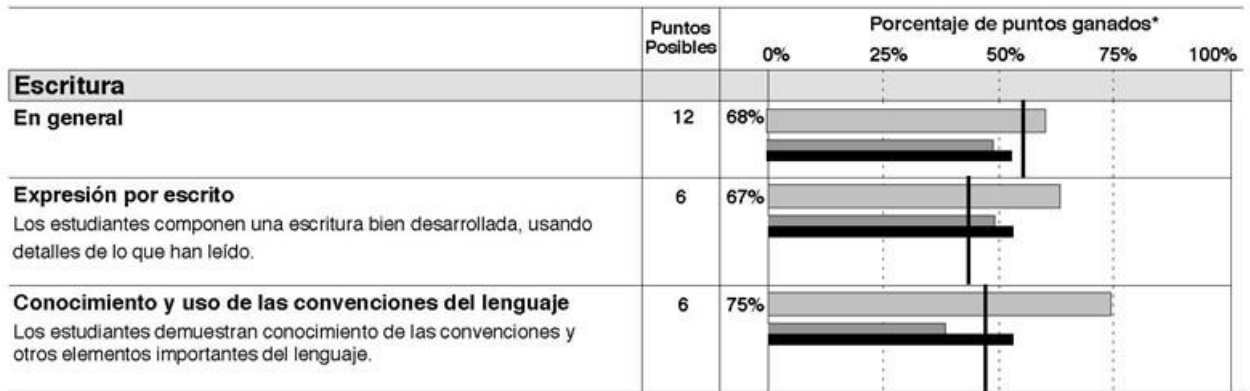 Puntos Posibles
Porcentaje de puntos ganados*
0% 25% 50% 75% 100%
Escritura
En general 12 68%
Expresión por escrito 6 67%
Los estudiantes componen una escritura bien desarrollada, usando
detalles de lo que han leído.
Conocimiento y uso de las convenciones del lenguaje 6 75%
Los estudiantes demuestran conocimiento de las convenciones y
otros elementos importantes del lenguaje.